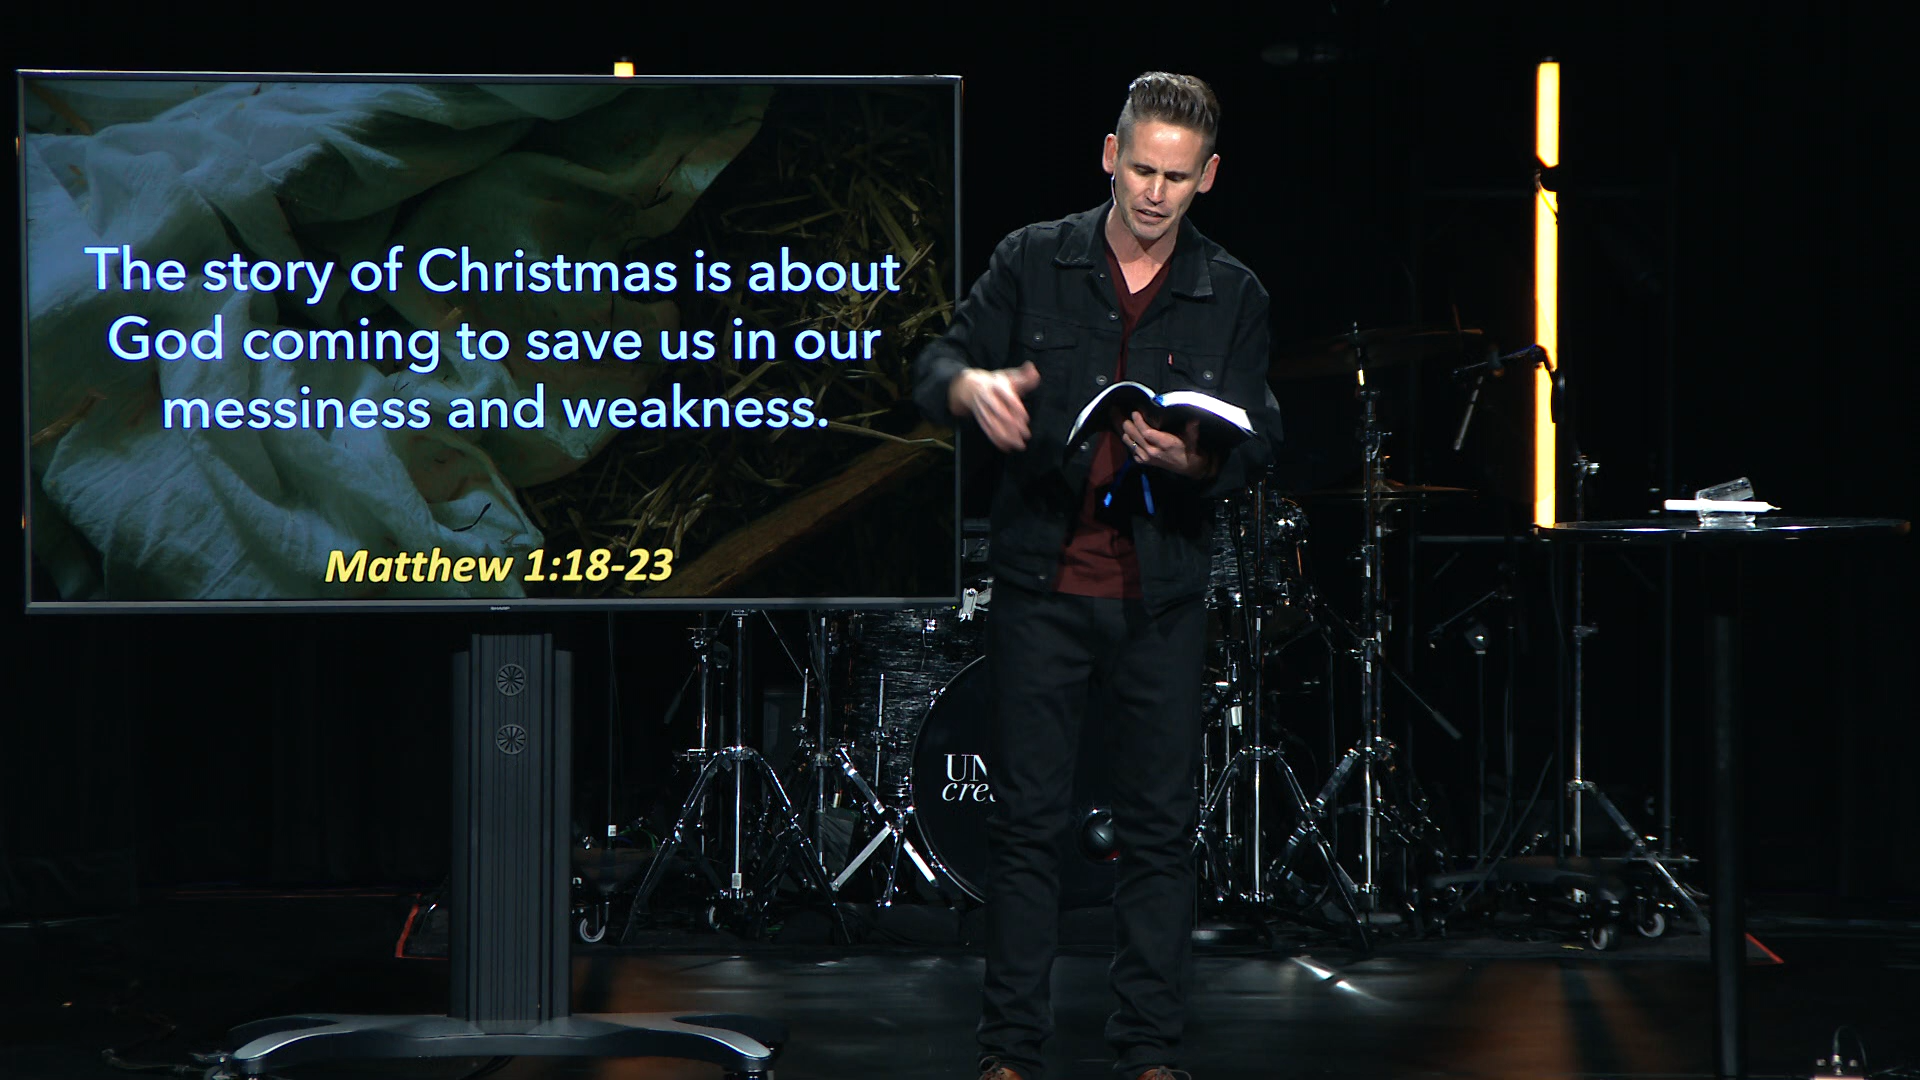 The story of Christmas is about
God coming to save us in our
messiness and weakness.
Matthew 1:18-23
SHARP